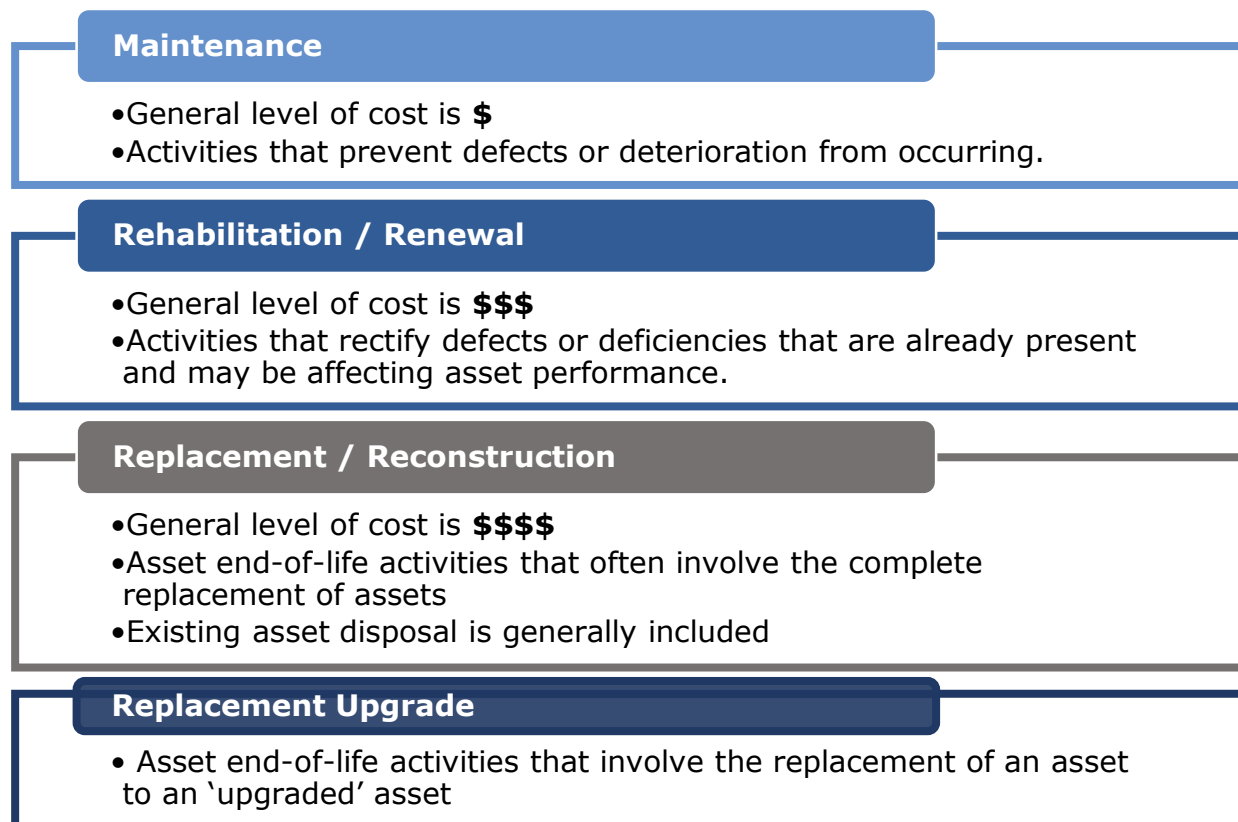 Maintenance
•General level of cost is $
•Activities that prevent defects or deterioration from occurring.
Rehabilitation / Renewal
•General level of cost is $$$
•Activities that rectify defects or deficiencies that are already present
and may be affecting asset performance.
Replacement / Reconstruction
•General level of cost is $$$$
•Asset end-of-life activities that often involve the complete
replacement of assets
•Existing asset disposal is generally included
Replacement Upgrade
• Asset end-of-life activities that involve the replacement of an asset
to an ‘upgraded’ asset